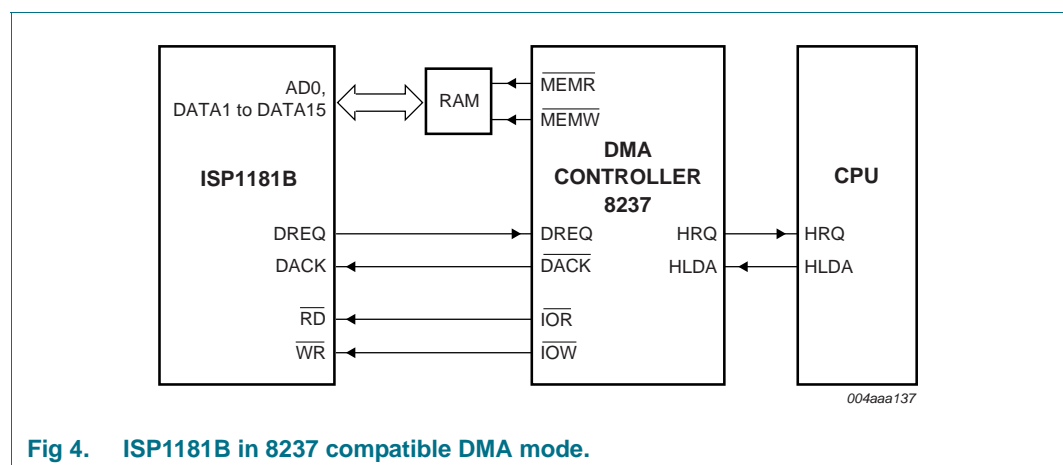 AD0,
DATA1 to DATA15
RAM
MEMR
MEMW
ISP1181B
DMA
CONTROLLER
8237
CPU
DREQ
DREQ
HRQ
HRQ
DACK
DACK
HLDA
HLDA
RD
IOR
WR
IOW
004aaa137
Fig 4. ISP1181B in 8237 compatible DMA mode.